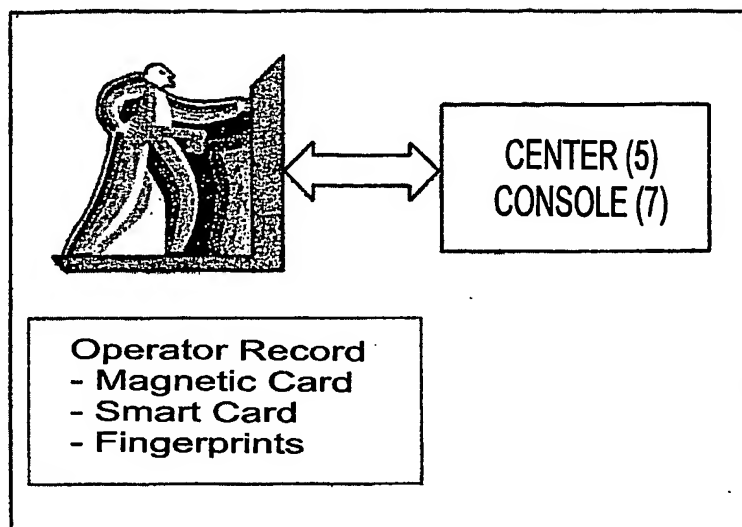 CENTER (5)
CONSOLE (7)
Operator Record
- Magnetic Card
- Smart Card
- Fingerprints